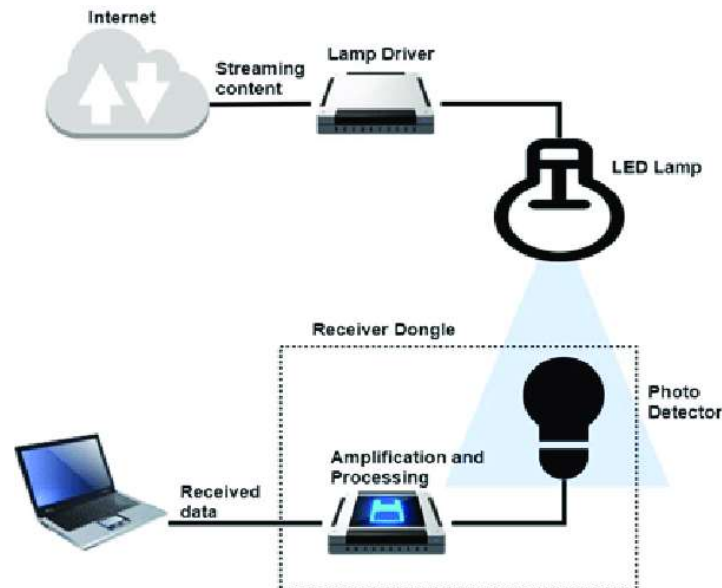 Internet
Streaming
content
Lamp Driver
LED Lamp
Receiver Dongle
Photo
Detector
Amplification and
Processing
Received
data